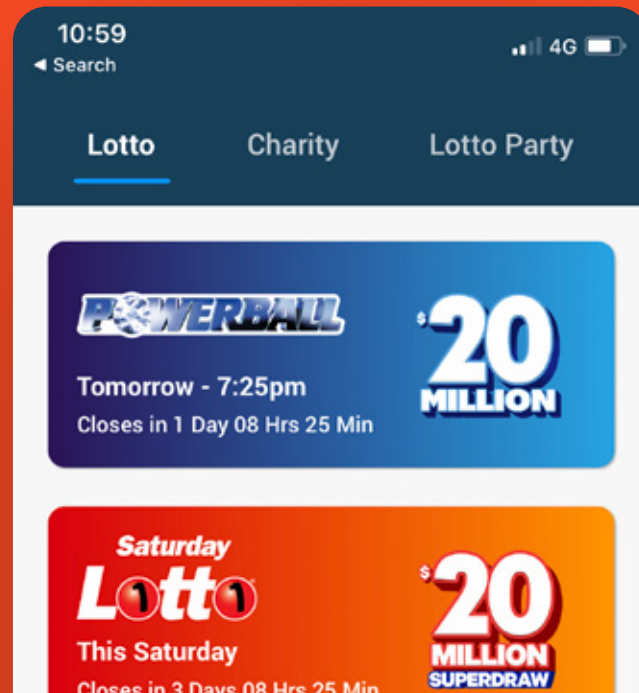 10:59
4G
Search
Lotto Charity Lotto Party
POWERBALL
$20
MILLION
Tomorrow - 7:25pm
Closes in 1 Day 08 Hrs 25 Min
Saturday
Lotto
$20
MILLION
SUPERDRAW
This Saturday
Closes in 3 Days 08 Hrs 25 Min